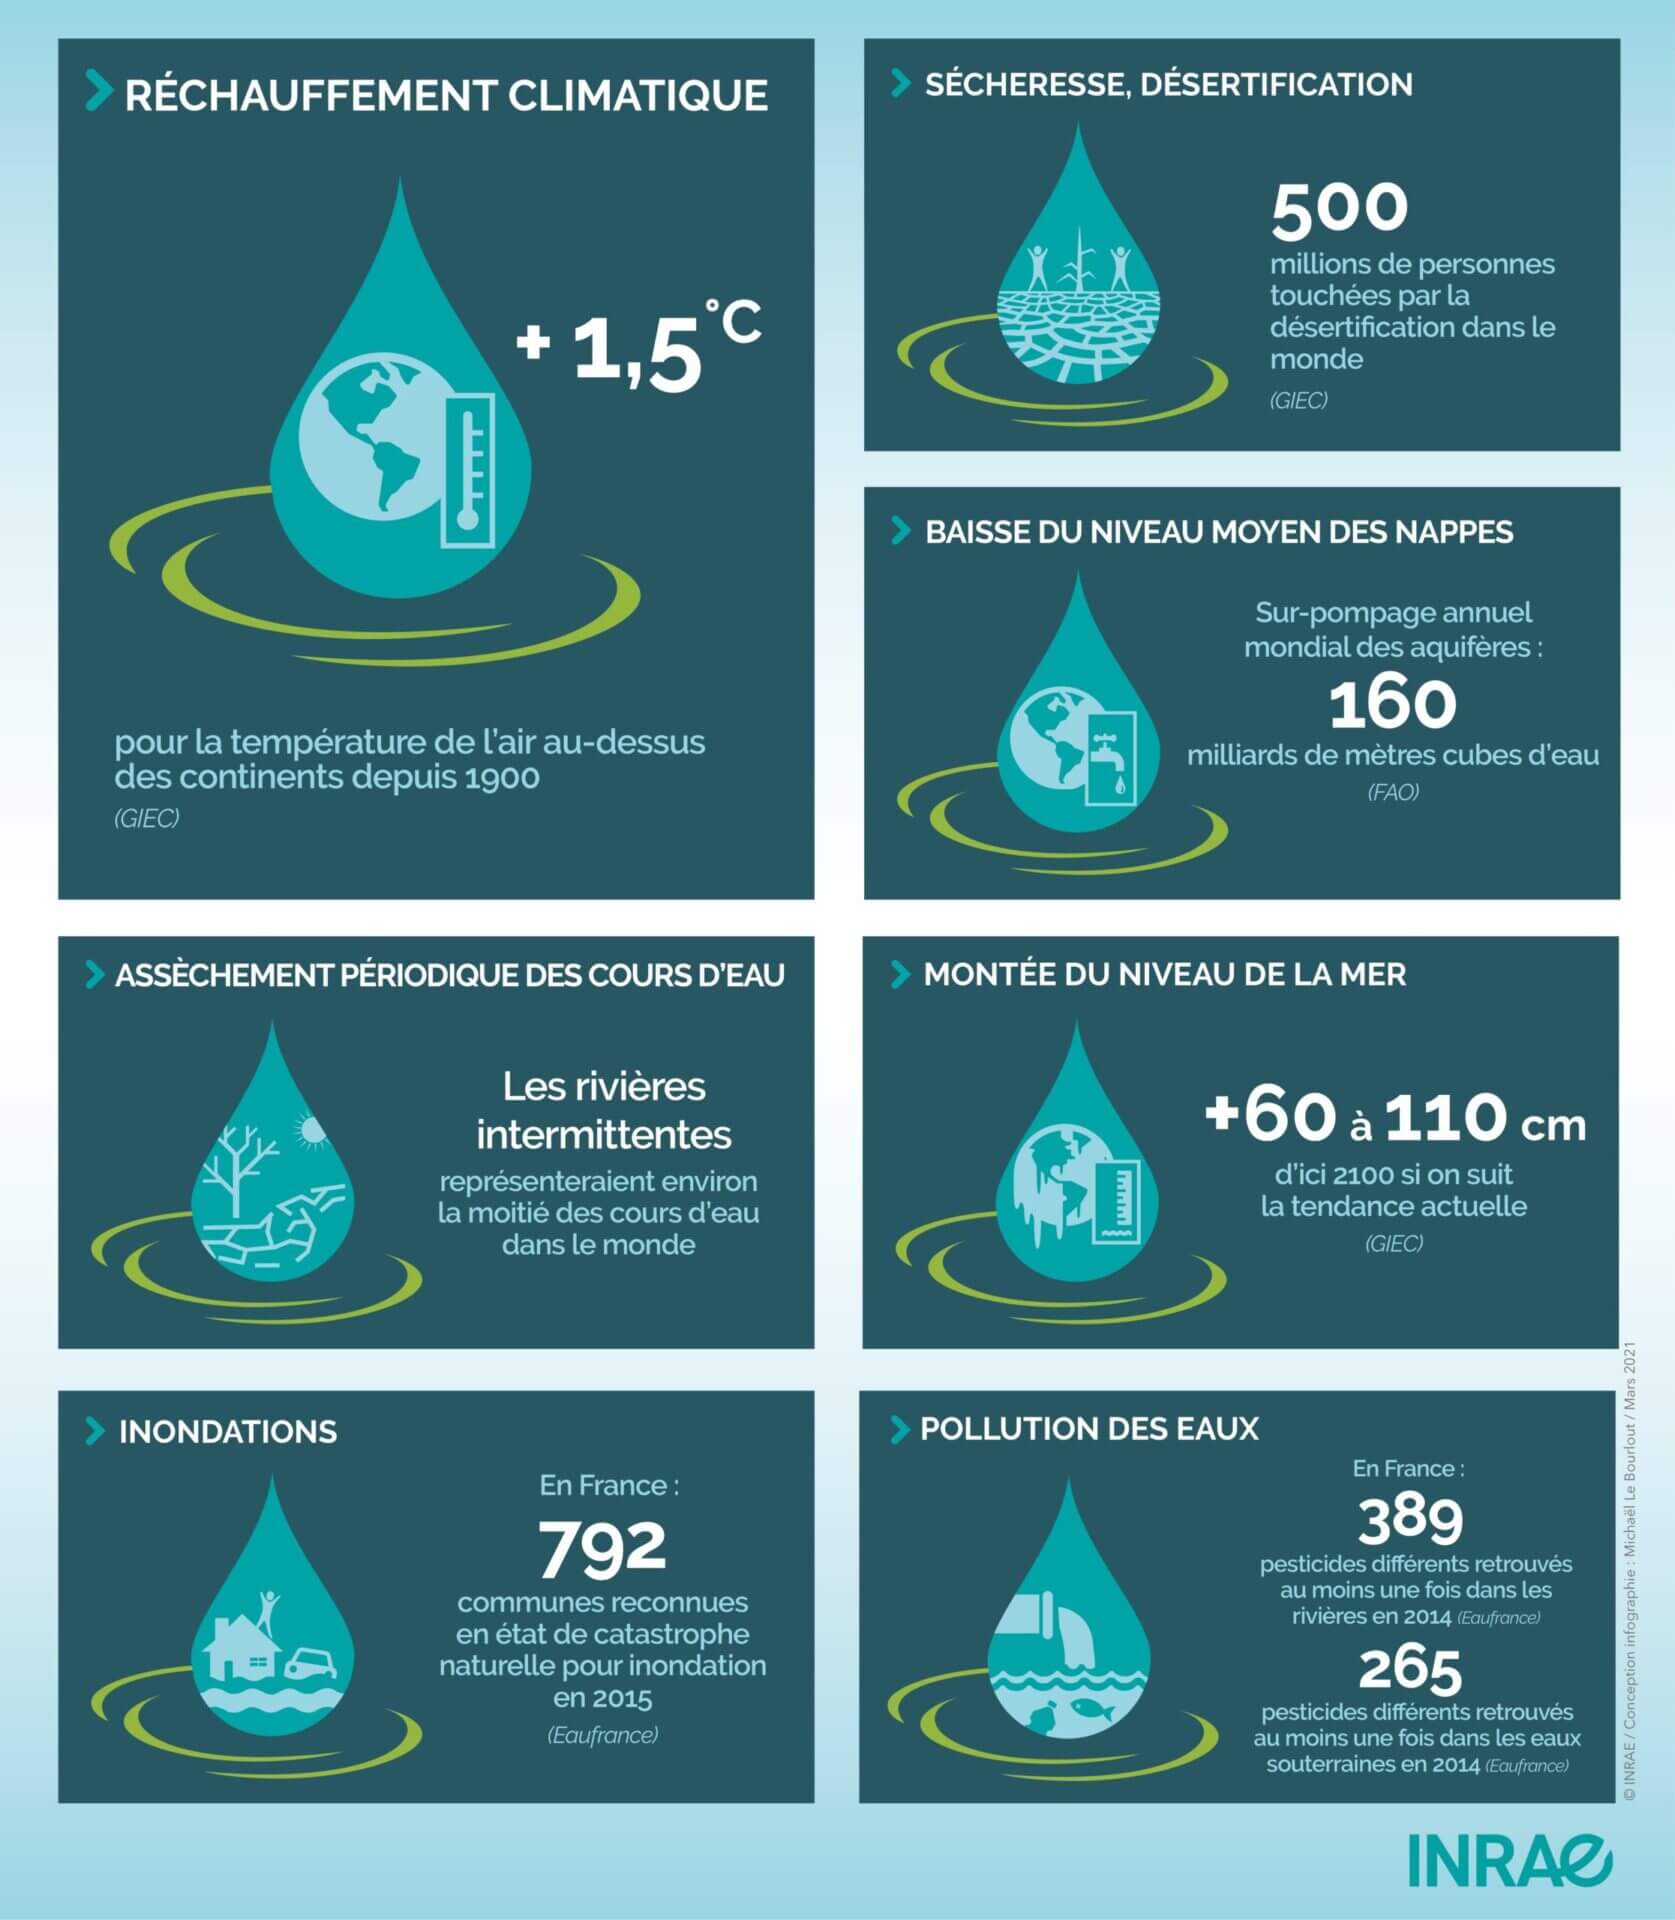 RÉCHAUFFEMENT CLIMATIQUE
+ 1,5 °C
pour la température de l'air au-dessus
des continents depuis 1900
(GIEC)
SÉCHERESSE, DÉSERTIFICATION
500
millions de personnes
touchées par la
désertification dans le
monde
(GIEC)
BAISSE DU NIVEAU MOYEN DES NAPPES
Sur-pompage annuel
mondial des aquifères :
160
milliards de mètres cubes d'eau
(FAO)
ASSÈCHEMENT PÉRIODIQUE DES COURS D'EAU
Les rivières
intermittentes
représenteraient environ
la moitié des cours d'eau
dans le monde
MONTÉE DU NIVEAU DE LA MER
+60 à 110 cm
d'ici 2100 si on suit
la tendance actuelle
(GIEC)
INONDATIONS
En France :
792
communes reconnues
en état de catastrophe
naturelle pour inondation
en 2015
(Eaufrance)
POLLUTION DES EAUX
En France :
389
pesticides différents retrouvés
au moins une fois dans les
rivières en 2014 (Eaufrance)
265
pesticides différents retrouvés
au moins une fois dans les eaux
souterraines en 2014 (Eaufrance)
© INRAE / Conception infographie : Michaël Le Bourlout / Mars 2021
INRAE